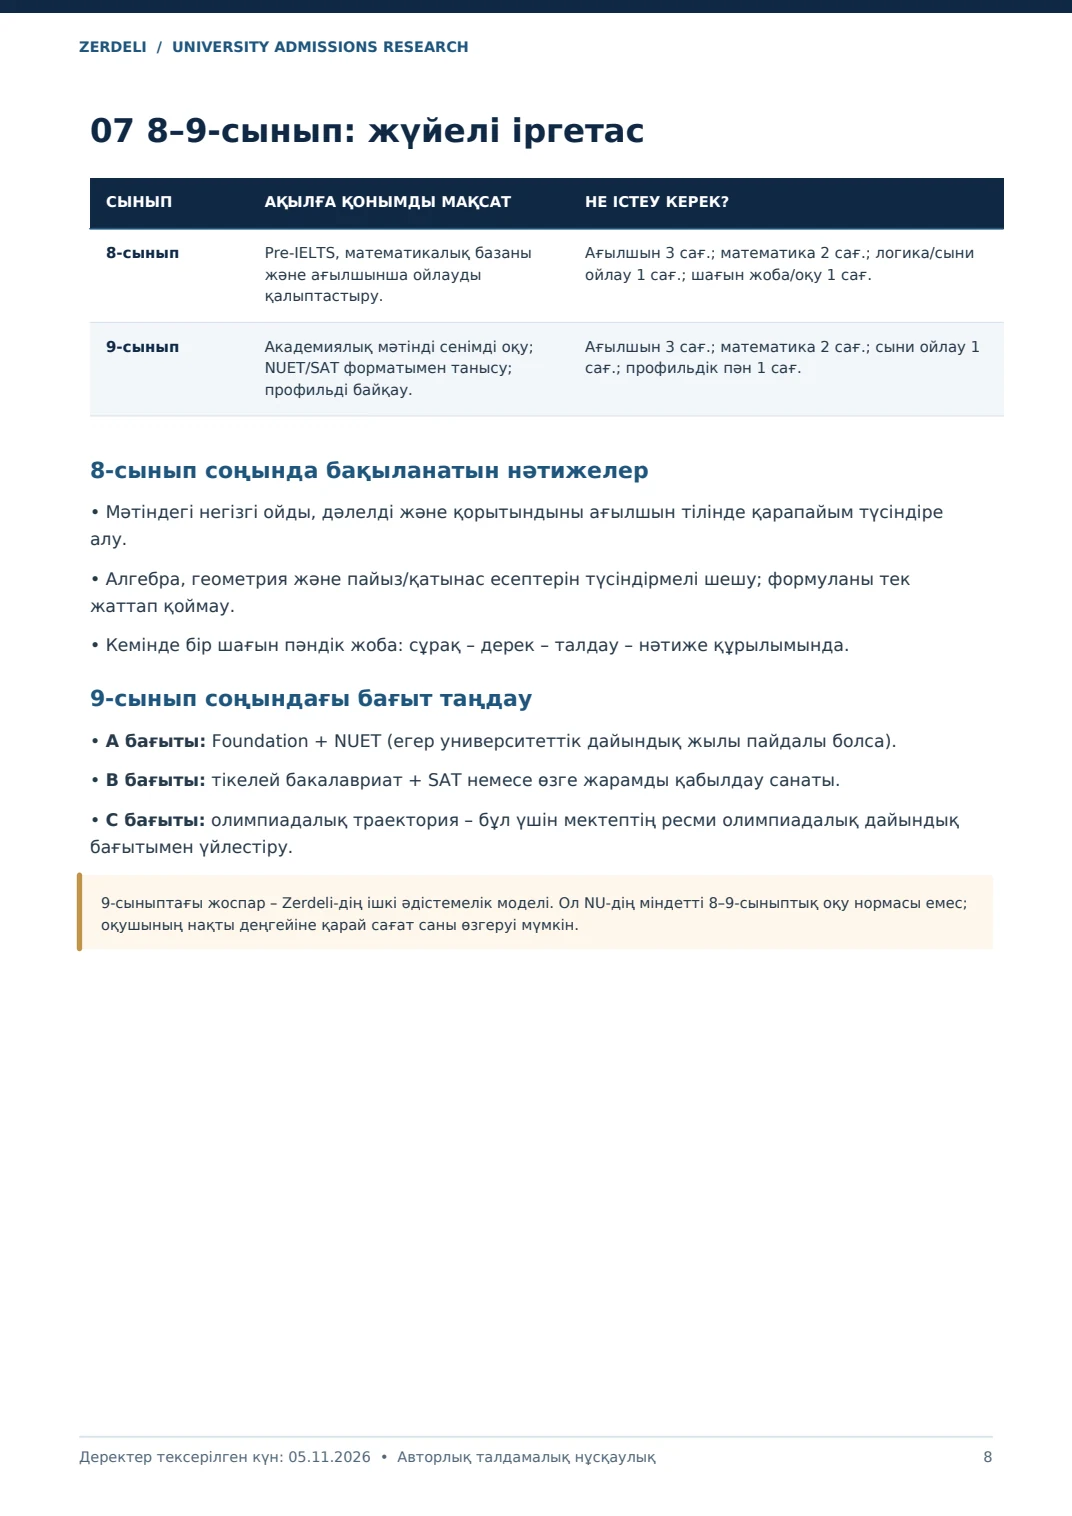 ZERDELI / UNIVERSITY ADMISSIONS RESEARCH
07 8–9-сынып: жүйелі іргетас
СЫНЫП АҚЫЛҒА ҚОНЫМДЫ МАҚСАТ НЕ ІСТЕУ КЕРЕК?
8-сынып Pre-IELTS, математикалық базаны Ағылшын 3 сағ.; математика 2 сағ.; логика/сыни
және ағылшынша ойлауды ойлау 1 сағ.; шағын жоба/оқу 1 сағ.
қалыптастыру.
9-сынып Академиялық мәтінді сенімді оқу; Ағылшын 3 сағ.; математика 2 сағ.; сыни ойлау 1
NUET/SAT форматымен танысу; сағ.; профильдік пән 1 сағ.
профильді байқау.
8-сынып соңында бақыланатын нәтижелер
• Мәтіндегі негізгі ойды, дәлелді және қорытындыны ағылшын тілінде қарапайым түсіндіре
алу.
• Алгебра, геометрия және пайыз/қатынас есептерін түсіндірмелі шешу; формуланы тек
жаттап қоймау.
• Кемінде бір шағын пәндік жоба: сұрақ – дерек – талдау – нәтиже құрылымында.
9-сынып соңындағы бағыт таңдау
• А бағыты: Foundation + NUET (егер университеттік дайындық жылы пайдалы болса).
• В бағыты: тікелей бакалавриат + SAT немесе өзге жарамды қабылдау санаты.
• С бағыты: олимпиадалық траектория – бұл үшін мектептің ресми олимпиадалық дайындық
бағытымен үйлестіру.
9-сыныптағы жоспар – Zerdeli-дің ішкі әдістемелік моделі. Ол NU-дің міндетті 8–9-сыныптық оқу нормасы емес;
оқушының нақты деңгейіне қарай сағат саны өзгеруі мүмкін.
Деректер тексерілген күн: 05.11.2026 • Авторлық талдамалық нұсқаулық 8